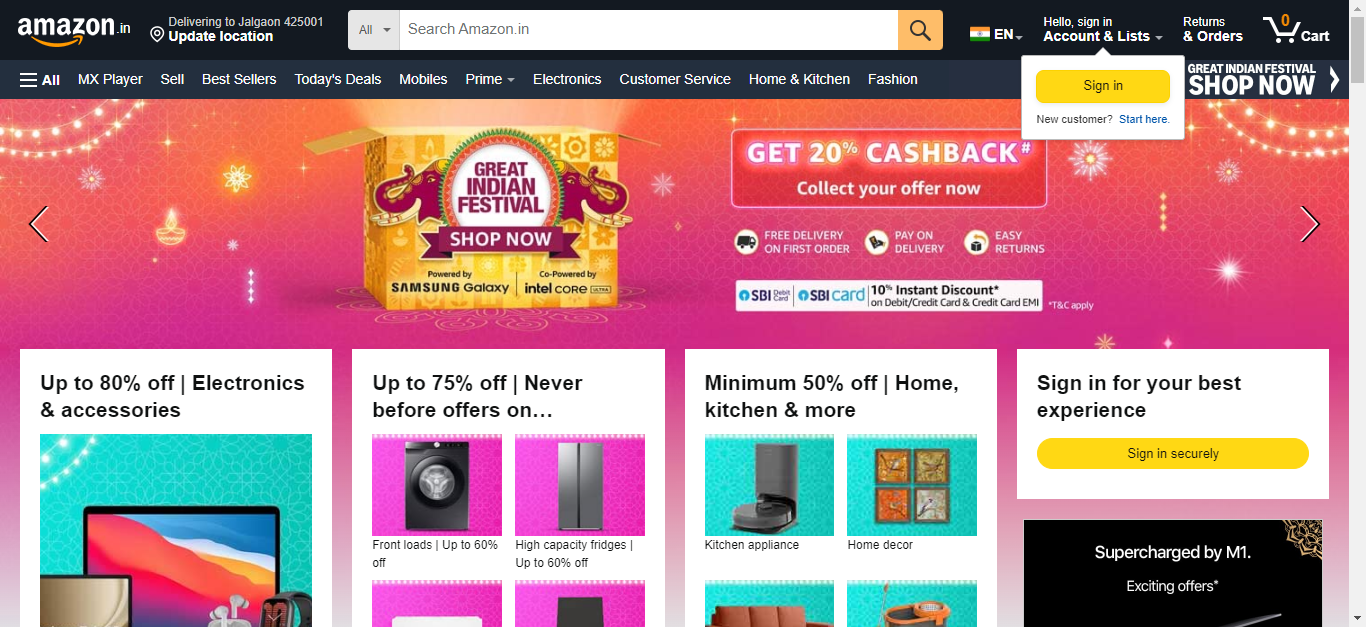 amazon.in
Delivering to Jalgaon 425001
Update location
All
Search Amazon.in
EN
Hello, sign in
Account & Lists
Returns
& Orders
0
Cart
All
MX Player
Sell
Best Sellers
Today's Deals
Mobiles
Prime
Electronics
Customer Service
Home & Kitchen
Fashion
GREAT INDIAN FESTIVAL
SHOP NOW
Sign in
New customer? Start here.
GREAT
INDIAN
FESTIVAL
SHOP NOW
Powered by
SAMSUNG Galaxy
Co-Powered by
intel CORE ULTRA
GET 20% CASHBACK#
Collect your offer now
FREE DELIVERY
ON FIRST ORDER
PAY ON
DELIVERY
EASY
RETURNS
SBI Debit Card
SBI card
10% Instant Discount*
on Debit/Credit Card & Credit Card EMI
*T&C apply
Up to 80% off | Electronics
& accessories
Up to 75% off | Never
before offers on…
Front loads | Up to 60%
off
High capacity fridges |
Up to 60% off
Minimum 50% off | Home,
kitchen & more
Kitchen appliance
Home decor
Sign in for your best
experience
Sign in securely
Supercharged by M1.
Exciting offers*